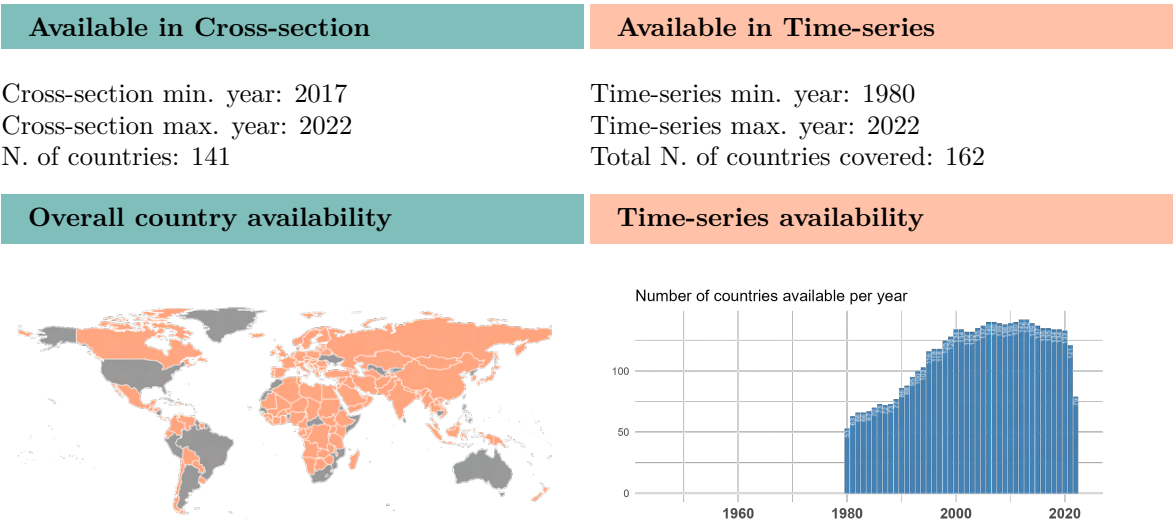 Available in Cross-section
Cross-section min. year: 2017
Cross-section max. year: 2022
N. of countries: 141
Available in Time-series
Time-series min. year: 1980
Time-series max. year: 2022
Total N. of countries covered: 162
Overall country availability
Time-series availability
Number of countries available per year
100
50
0
1960
1980
2000
2020